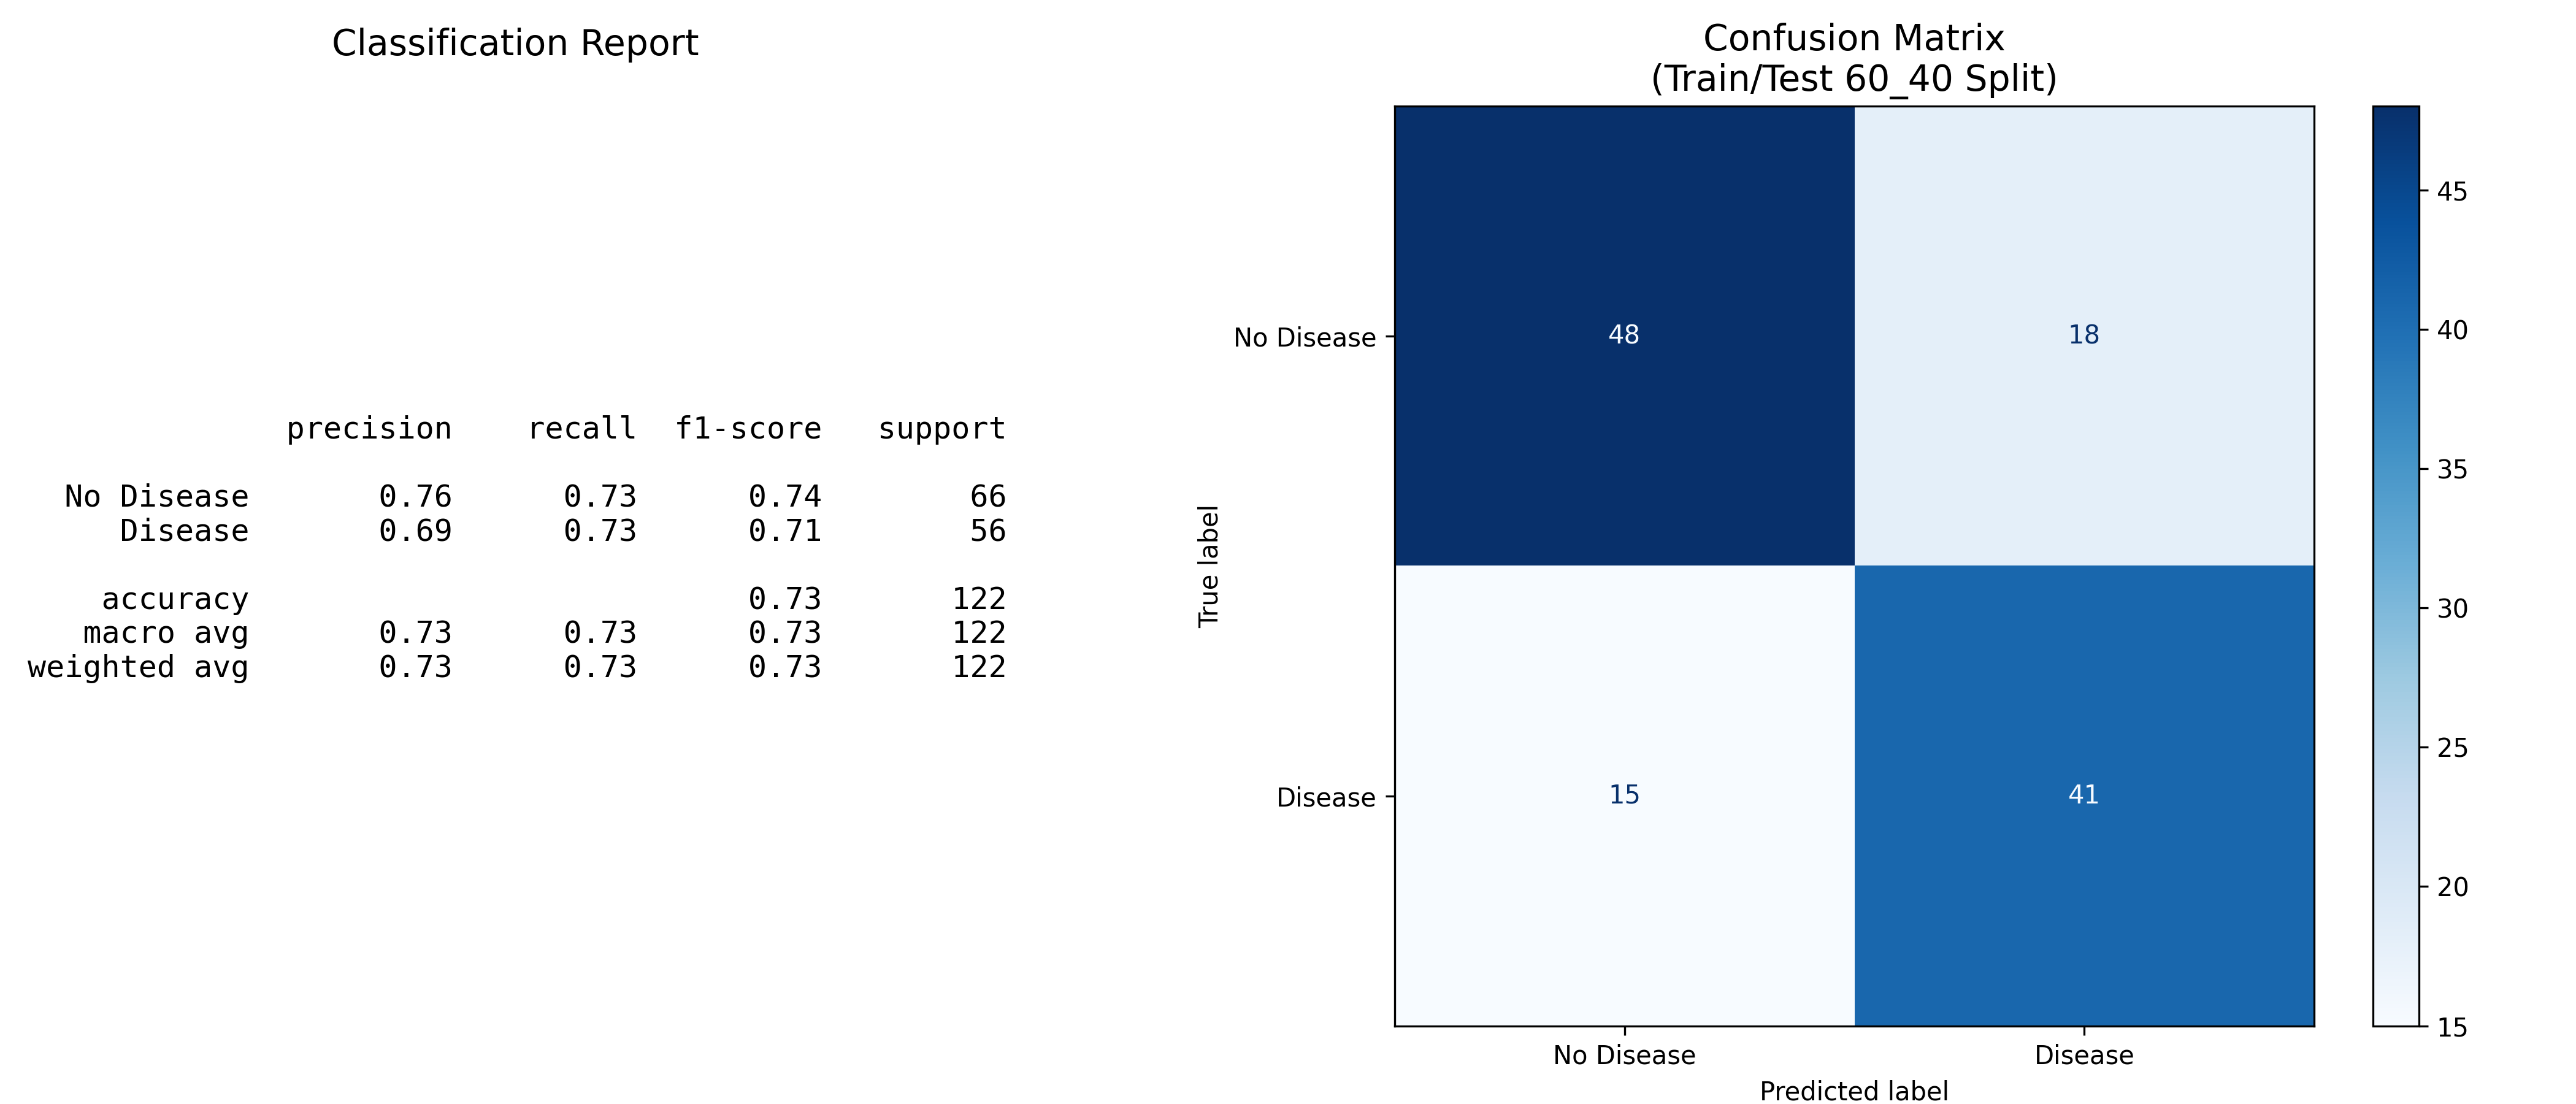 Classification Report
precision recall f1-score support
No Disease 0.76 0.73 0.74 66
Disease 0.69 0.73 0.71 56
accuracy 0.73 122
macro avg 0.73 0.73 0.73 122
weighted avg 0.73 0.73 0.73 122
Confusion Matrix
(Train/Test 60_40 Split)
True label
No Disease
48
18
Disease
15
41
No Disease
Disease
Predicted label
45
40
35
30
25
20
15